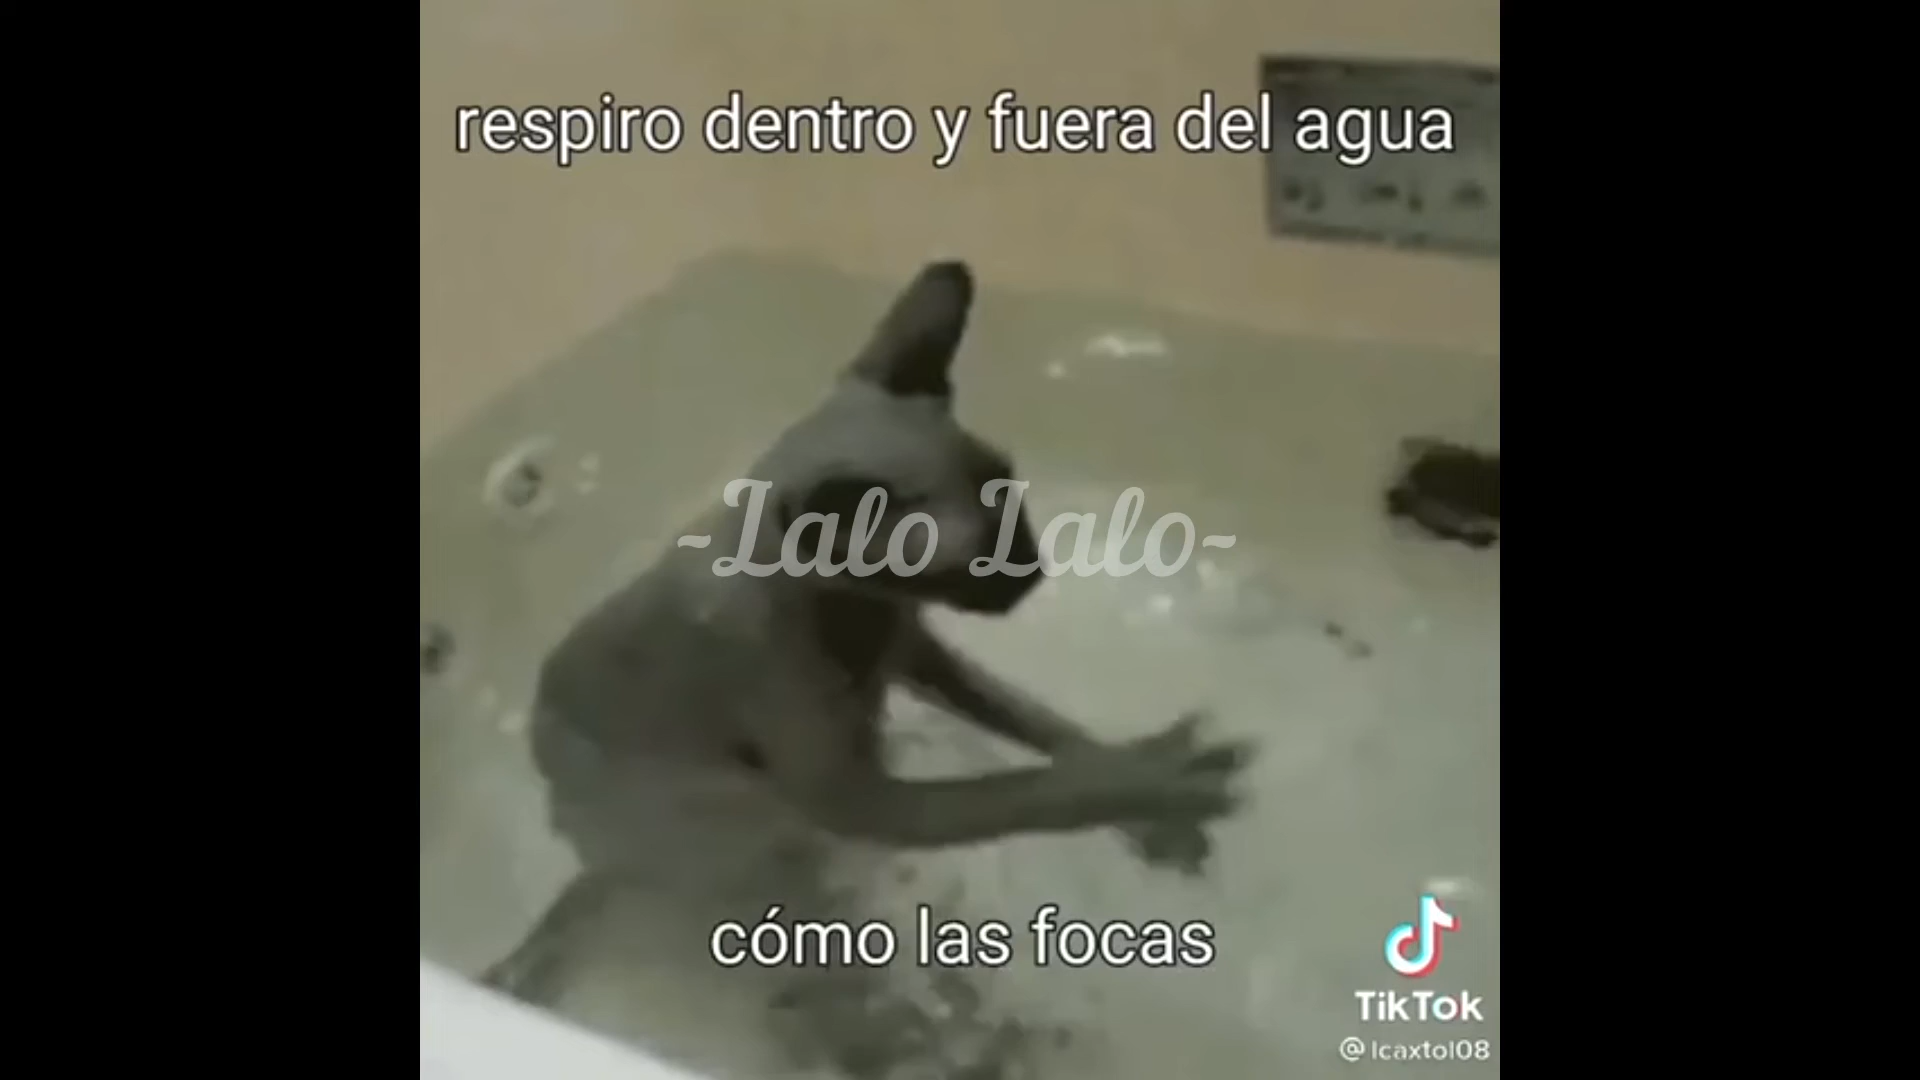 respiro dentro y fuera del agua
~Lalo Lalo~
cómo las focas
TikTok
@lcaxtol08